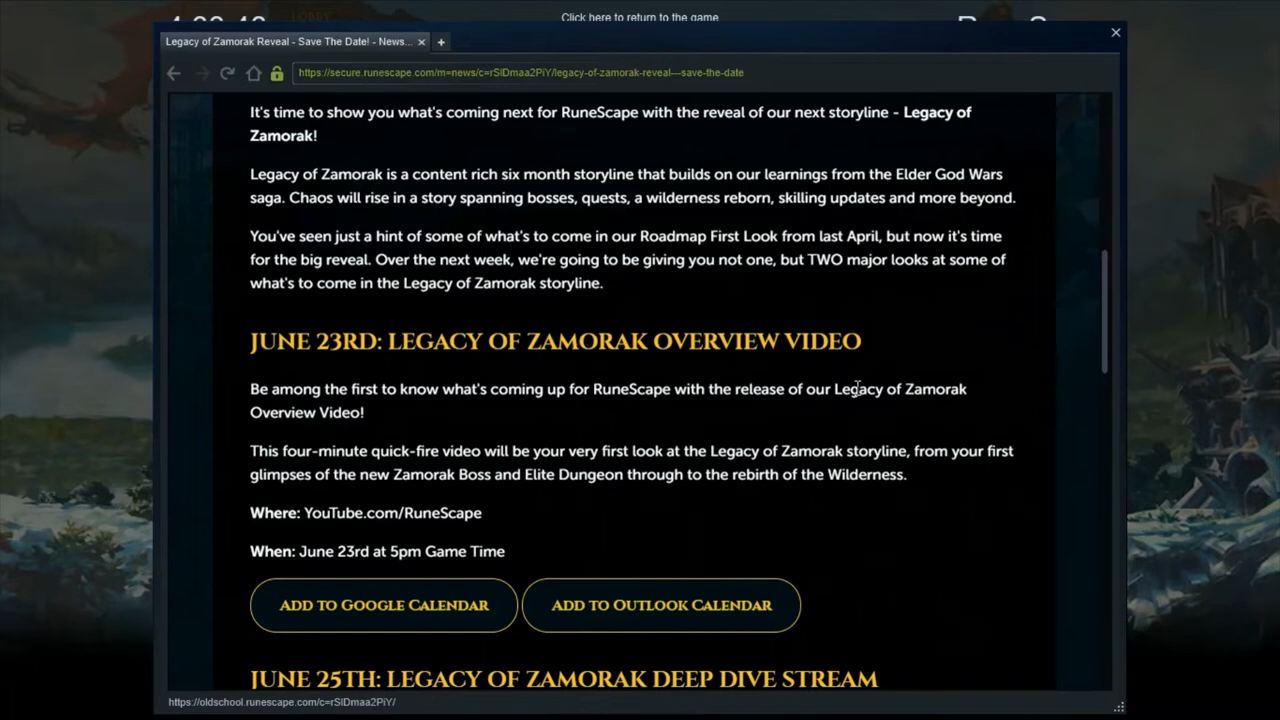 Click here to return to the game
Legacy of Zamorak Reveal - Save The Date! - News...
https://secure.runescape.com/m=news/c=rSlDmaa2PiY/legacy-of-zamorak-reveal---save-the-date
It's time to show you what's coming next for RuneScape with the reveal of our next storyline - Legacy of
Zamorak!
Legacy of Zamorak is a content rich six month storyline that builds on our learnings from the Elder God Wars
saga. Chaos will rise in a story spanning bosses, quests, a wilderness reborn, skilling updates and more beyond.
You've seen just a hint of some of what's to come in our Roadmap First Look from last April, but now it's time
for the big reveal. Over the next week, we're going to be giving you not one, but TWO major looks at some of
what's to come in the Legacy of Zamorak storyline.
JUNE 23RD: LEGACY OF ZAMORAK OVERVIEW VIDEO
Be among the first to know what's coming up for RuneScape with the release of our Legacy of Zamorak
Overview Video!
This four-minute quick-fire video will be your very first look at the Legacy of Zamorak storyline, from your first
glimpses of the new Zamorak Boss and Elite Dungeon through to the rebirth of the Wilderness.
Where: YouTube.com/RuneScape
When: June 23rd at 5pm Game Time
ADD TO GOOGLE CALENDAR
ADD TO OUTLOOK CALENDAR
JUNE 25TH: LEGACY OF ZAMORAK DEEP DIVE STREAM
https://oldschool.runescape.com/c=rSlDmaa2PiY/